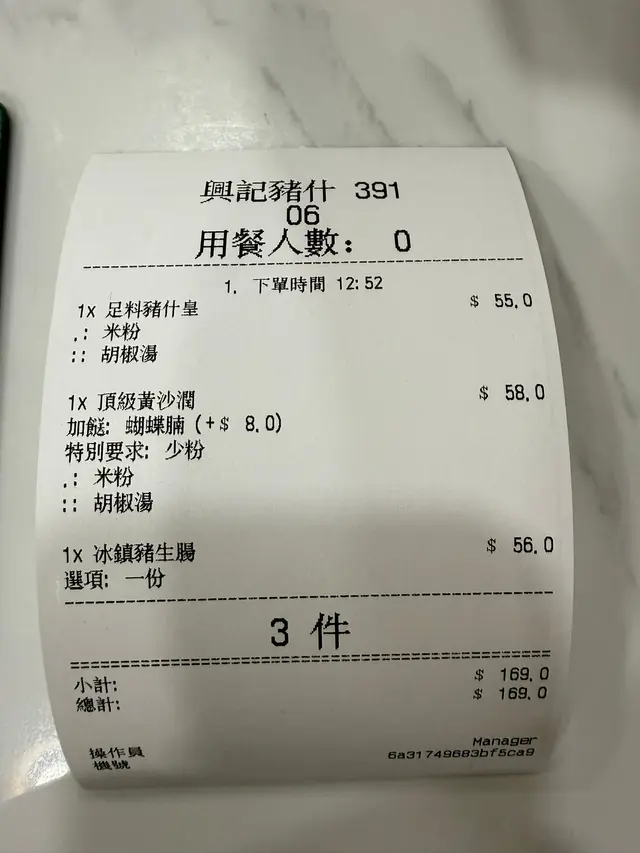 興記豬什 391
06
用餐人數: 0
1. 下單時間 12:52
1x 足料豬什皇 $ 55.0
.: 米粉
:: 胡椒湯
1x 頂級黃沙潤 $ 58.0
加餸: 蝴蝶腩 (+$ 8.0)
特別要求: 少粉
.: 米粉
:: 胡椒湯
1x 冰鎮豬生腸 $ 56.0
選項: 一份
3 件
小計: $ 169.0
總計: $ 169.0
操作員 Manager
機號 6a31749683bf5ca9